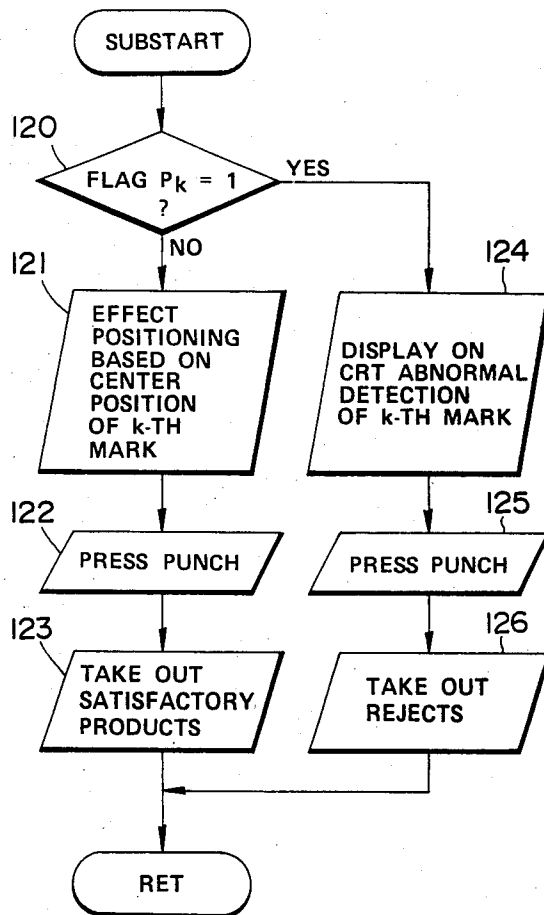 SUBSTART
120
FLAG Pk = 1
?
YES
NO
121
EFFECT
POSITIONING
BASED ON
CENTER
POSITION
OF k-TH
MARK
124
DISPLAY ON
CRT ABNORMAL
DETECTION
OF k-TH MARK
122
PRESS PUNCH
125
PRESS PUNCH
123
TAKE OUT
SATISFACTORY
PRODUCTS
126
TAKE OUT
REJECTS
RET